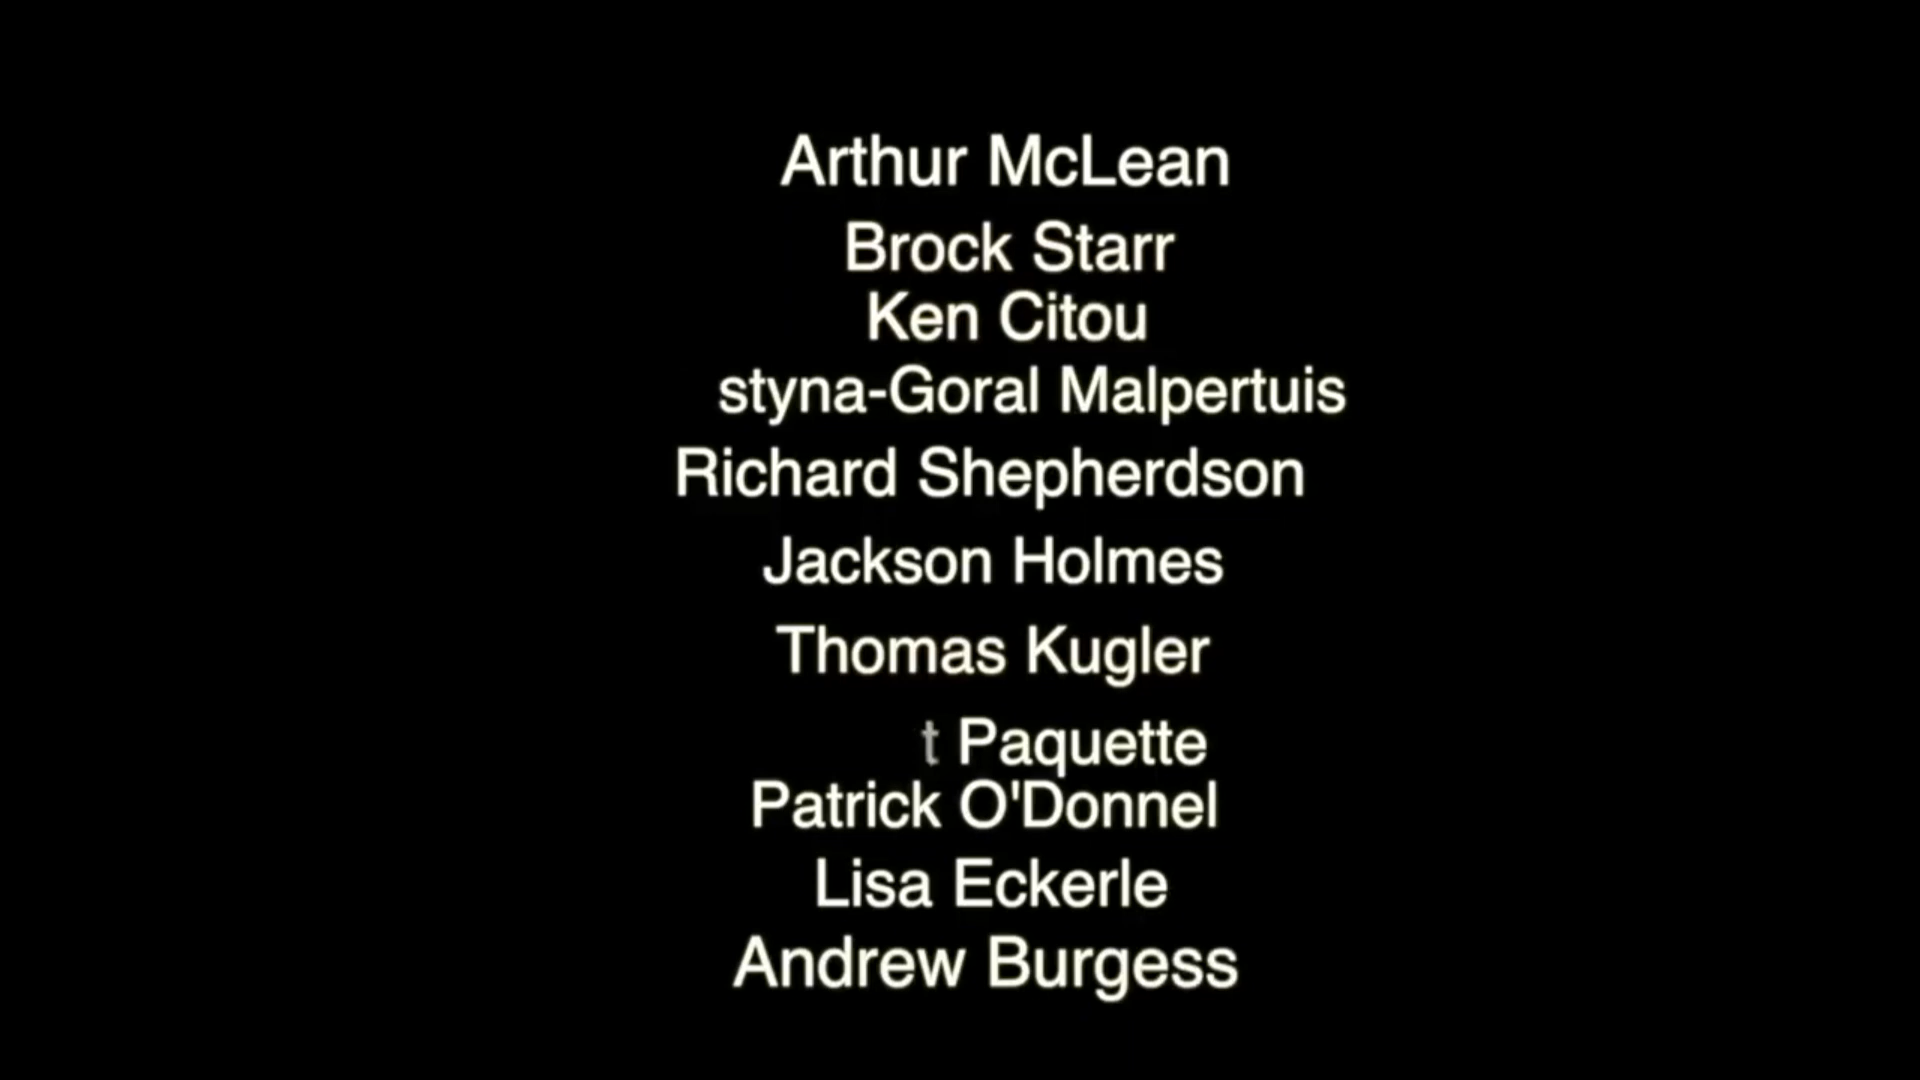 Arthur McLean
Brock Starr
Ken Citou
styna-Goral Malpertuis
Richard Shepherdson
Jackson Holmes
Thomas Kugler
t Paquette
Patrick O'Donnel
Lisa Eckerle
Andrew Burgess